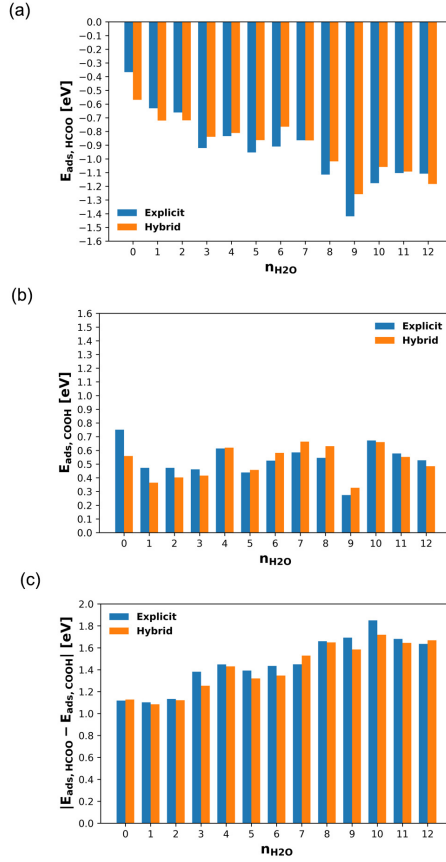 (a)
0.0
−0.1
−0.2
−0.3
−0.4
−0.5
−0.6
−0.7
−0.8
−0.9
−1.0
−1.1
−1.2
−1.3
−1.4
−1.5
−1.6
E_ads, HCOO [eV]
Explicit
Hybrid
0 1 2 3 4 5 6 7 8 9 10 11 12
n_H2O
(b)
1.6
1.5
1.4
1.3
1.2
1.1
1.0
0.9
0.8
0.7
0.6
0.5
0.4
0.3
0.2
0.1
0.0
E_ads, COOH [eV]
Explicit
Hybrid
0 1 2 3 4 5 6 7 8 9 10 11 12
n_H2O
(c)
2.0
1.8
1.6
1.4
1.2
1.0
0.8
0.6
0.4
0.2
0.0
|E_ads, HCOO − E_ads, COOH| [eV]
Explicit
Hybrid
0 1 2 3 4 5 6 7 8 9 10 11 12
n_H2O